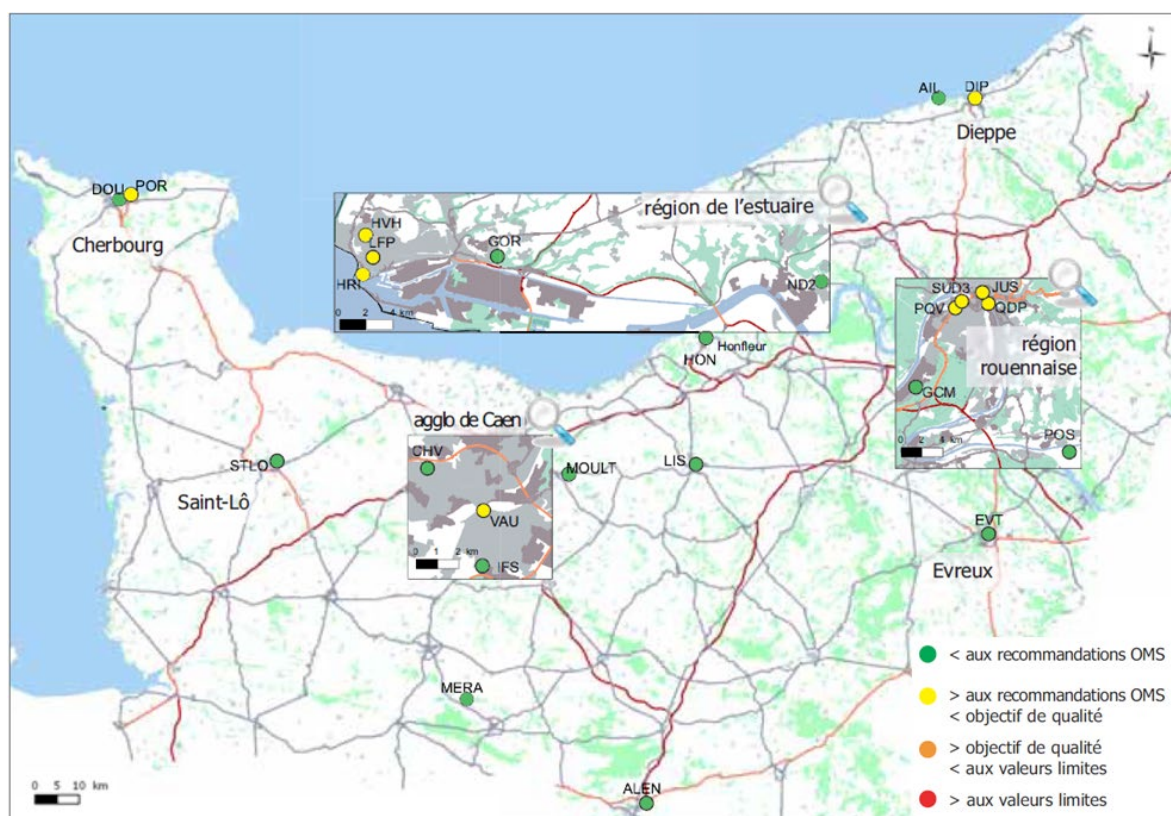 AIL DIP
Dieppe
DOU POR
Cherbourg
région de l'estuaire
HVH
LFP
GOR
HRI
ND2
0 2 4 km
SUD3 JUS
PQV QDP
région
rouennaise
GCM
0 2 4 km
POS
HON Honfleur
agglo de Caen
CHV
VAU
0 1 2 km
IFS
MOULT
LIS
STLO
Saint-Lô
EVT
Evreux
MERA
ALEN
0 5 10 km
< aux recommandations OMS
> aux recommandations OMS
< objectif de qualité
> objectif de qualité
< aux valeurs limites
> aux valeurs limites